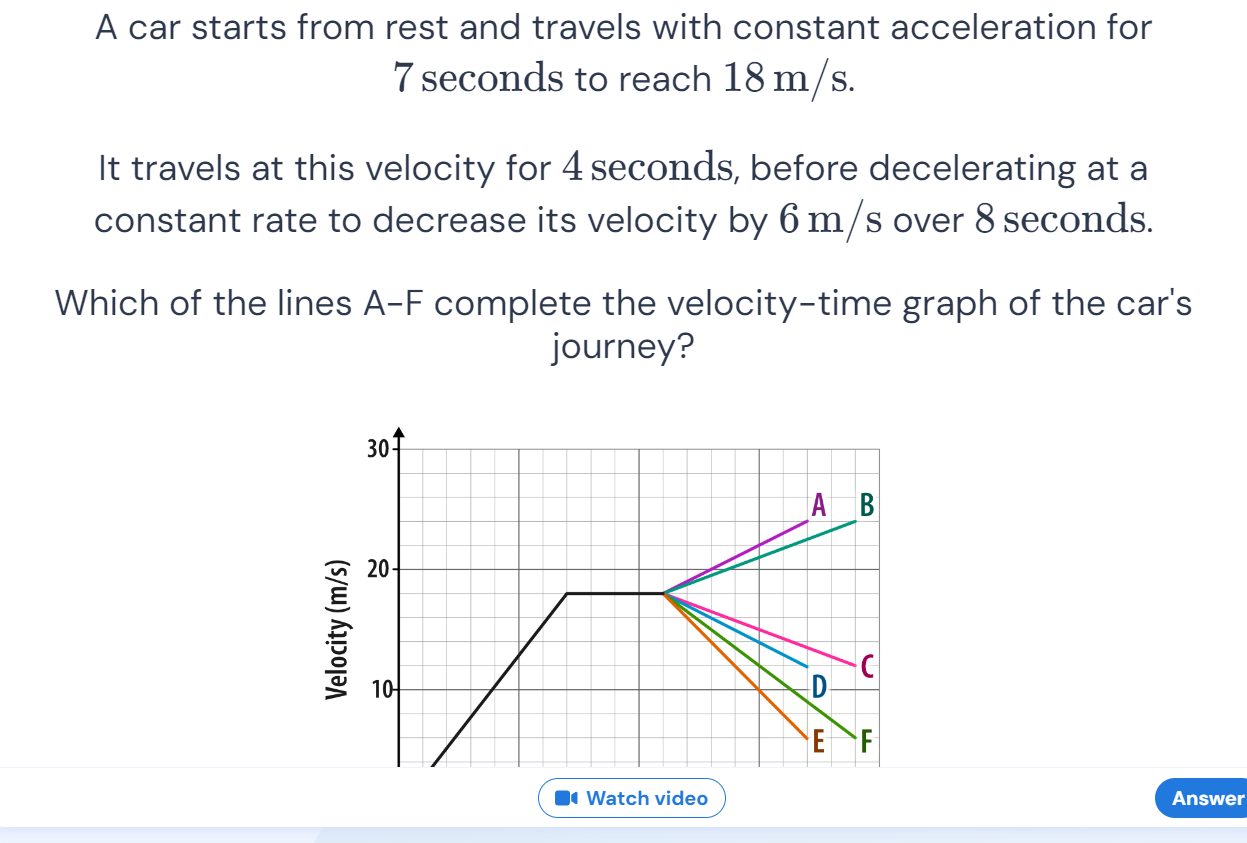 A car starts from rest and travels with constant acceleration for
7 seconds to reach 18 m/s.
It travels at this velocity for 4 seconds, before decelerating at a
constant rate to decrease its velocity by 6 m/s over 8 seconds.
Which of the lines A-F complete the velocity-time graph of the car's
journey?
30
A
B
20
Velocity (m/s)
C
10
D
E
F
Watch video
Answer